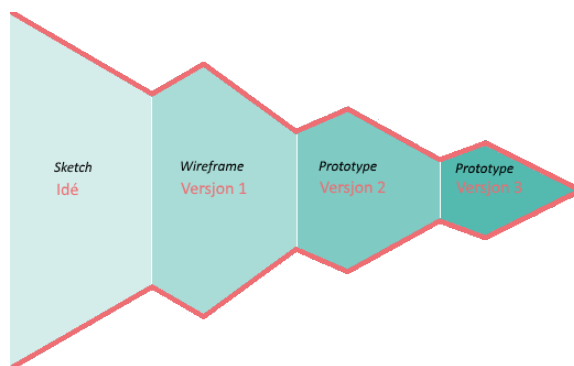 Sketch
Idé
Wireframe
Versjon 1
Prototype
Versjon 2
Prototype
Versjon 3